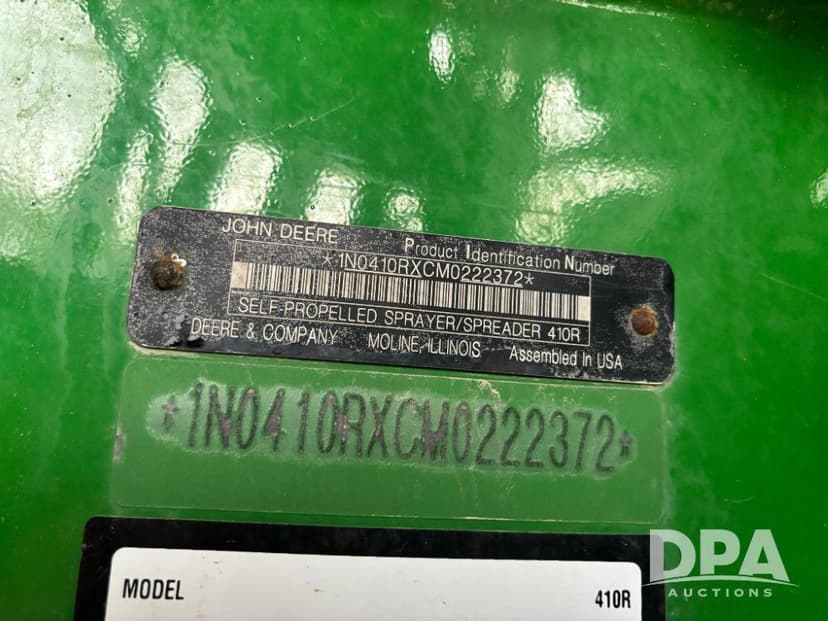 JOHN DEERE
Product Identification Number
*1N0410RXCM0222372*
SELF-PROPELLED SPRAYER/SPREADER 410R
DEERE & COMPANY MOLINE, ILLINOIS Assembled in USA
*1N0410RXCM0222372*
MODEL 410R
DPA
AUCTIONS